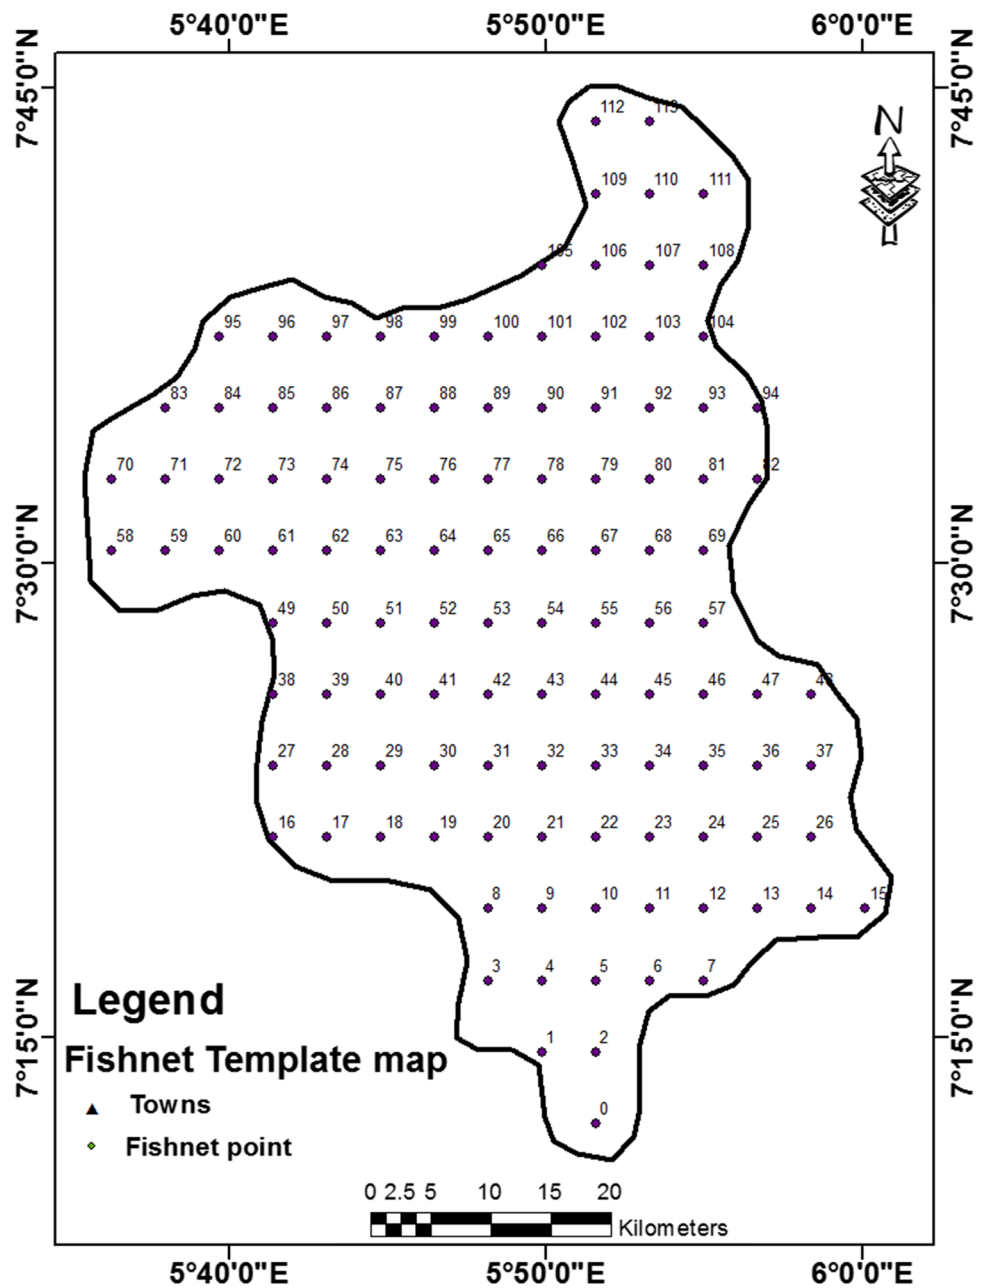 5°40'0"E 5°50'0"E 6°0'0"E
7°45'0"N 7°45'0"N
N
112 113
109 110 111
105 106 107 108
95 96 97 98 99 100 101 102 103 104
83 84 85 86 87 88 89 90 91 92 93 94
70 71 72 73 74 75 76 77 78 79 80 81 82
7°30'0"N 7°30'0"N
58 59 60 61 62 63 64 65 66 67 68 69
49 50 51 52 53 54 55 56 57
38 39 40 41 42 43 44 45 46 47 48
27 28 29 30 31 32 33 34 35 36 37
16 17 18 19 20 21 22 23 24 25 26
8 9 10 11 12 13 14 15
3 4 5 6 7
Legend
7°15'0"N 7°15'0"N
1 2
Fishnet Template map
Towns
0
Fishnet point
0 2.5 5 10 15 20
Kilometers
5°40'0"E 5°50'0"E 6°0'0"E